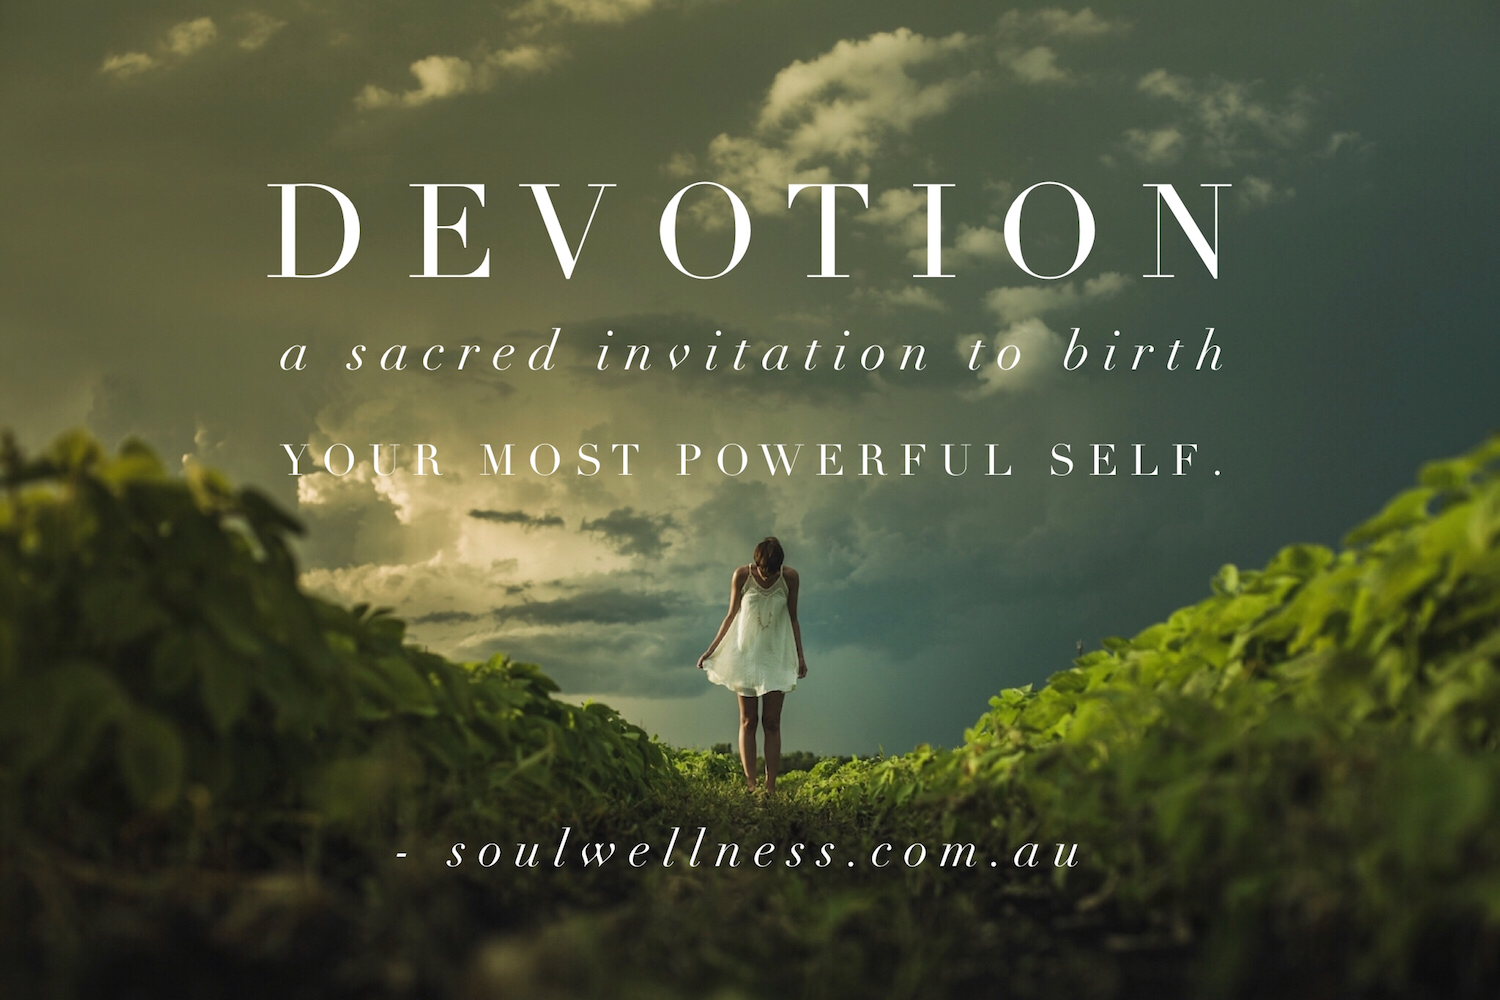 DEVOTION
a sacred invitation to birth
YOUR MOST POWERFUL SELF.
- soulwellness.com.au